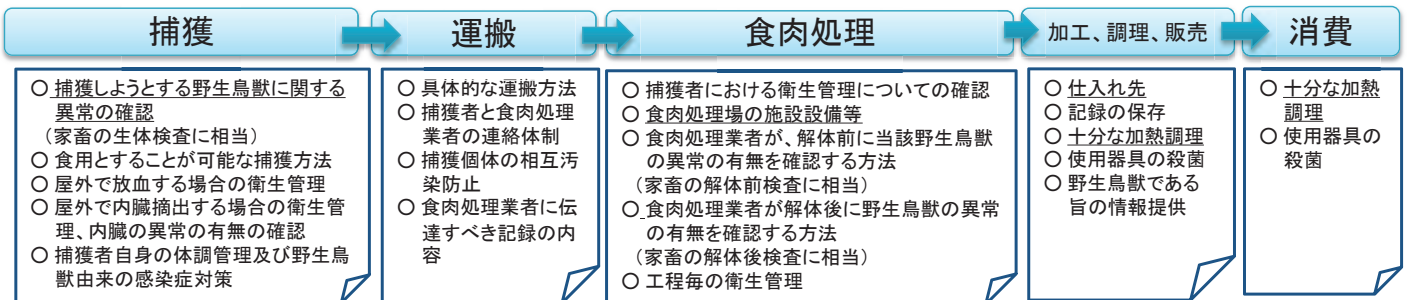 捕獲
運搬
食肉処理
加工、調理、販売
消費
○ 捕獲しようとする野生鳥獣に関する
異常の確認
（家畜の生体検査に相当）
○ 食用とすることが可能な捕獲方法
○ 屋外で放血する場合の衛生管理
○ 屋外で内臓摘出する場合の衛生管
理、内臓の異常の有無の確認
○ 捕獲者自身の体調管理及び野生鳥
獣由来の感染症対策
○ 具体的な運搬方法
○ 捕獲者と食肉処理
業者の連絡体制
○ 捕獲個体の相互汚
染防止
○ 食肉処理業者に伝
達すべき記録の内
容
○ 捕獲者における衛生管理についての確認
○ 食肉処理場の施設設備等
○ 食肉処理業者が、解体前に当該野生鳥獣
の異常の有無を確認する方法
（家畜の解体前検査に相当）
○ 食肉処理業者が解体後に野生鳥獣の異常
の有無を確認する方法
（家畜の解体後検査に相当）
○ 工程毎の衛生管理
○ 仕入れ先
○ 記録の保存
○ 十分な加熱調理
○ 使用器具の殺菌
○ 野生鳥獣である
旨の情報提供
○ 十分な加熱
調理
○ 使用器具の
殺菌